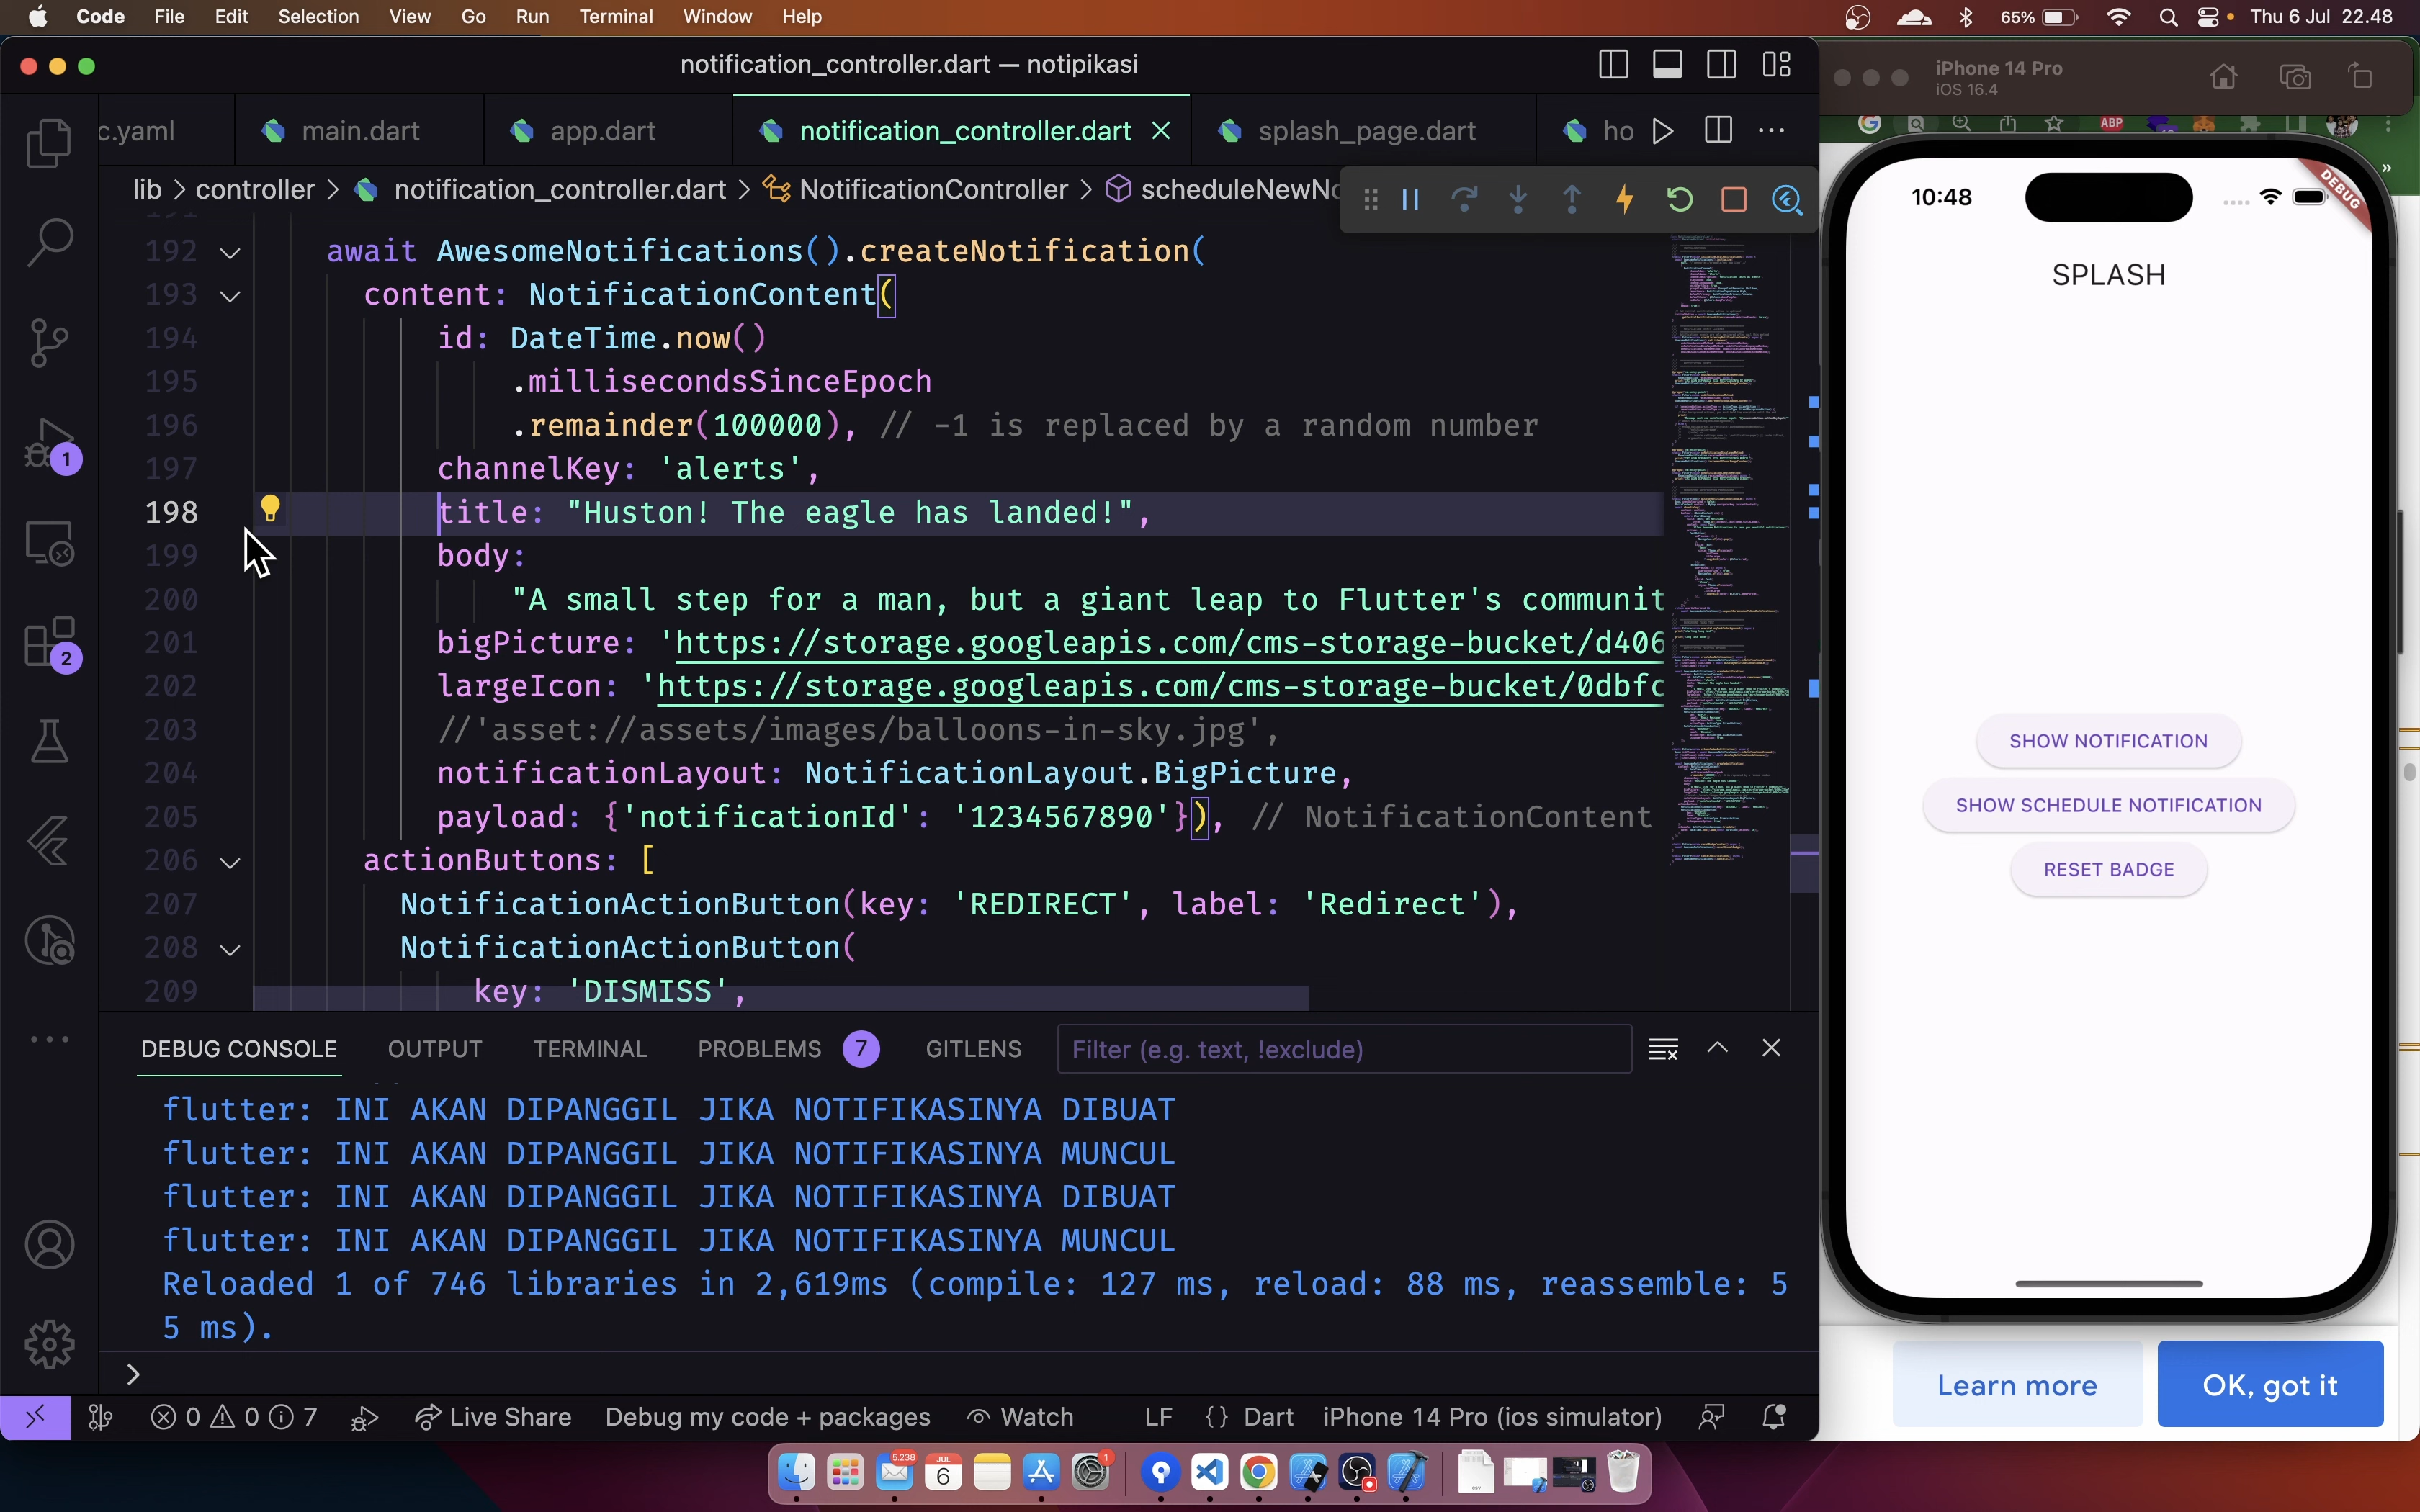 Code File Edit Selection View Go Run Terminal Window Help
65% Thu 6 Jul 22.48
notification_controller.dart — notipikasi
c.yaml main.dart app.dart notification_controller.dart splash_page.dart ho
lib > controller > notification_controller.dart > NotificationController > scheduleNewNo
191
192 await AwesomeNotifications().createNotification(
193 content: NotificationContent(
194 id: DateTime.now()
195 .millisecondsSinceEpoch
196 .remainder(100000), // -1 is replaced by a random number
197 channelKey: 'alerts',
198 title: "Huston! The eagle has landed!",
199 body:
200 "A small step for a man, but a giant leap to Flutter's communit
201 bigPicture: 'https://storage.googleapis.com/cms-storage-bucket/d406
202 largeIcon: 'https://storage.googleapis.com/cms-storage-bucket/0dbfc
203 //'asset://assets/images/balloons-in-sky.jpg',
204 notificationLayout: NotificationLayout.BigPicture,
205 payload: {'notificationId': '1234567890'}), // NotificationContent
206 actionButtons: [
207 NotificationActionButton(key: 'REDIRECT', label: 'Redirect'),
208 NotificationActionButton(
209 key: 'DISMISS',
1
2
DEBUG CONSOLE OUTPUT TERMINAL PROBLEMS 7 GITLENS Filter (e.g. text, !exclude)
flutter: INI AKAN DIPANGGIL JIKA NOTIFIKASINYA DIBUAT
flutter: INI AKAN DIPANGGIL JIKA NOTIFIKASINYA MUNCUL
flutter: INI AKAN DIPANGGIL JIKA NOTIFIKASINYA DIBUAT
flutter: INI AKAN DIPANGGIL JIKA NOTIFIKASINYA MUNCUL
Reloaded 1 of 746 libraries in 2,619ms (compile: 127 ms, reload: 88 ms, reassemble: 5
5 ms).
>
0 0 7 Live Share Debug my code + packages Watch LF {} Dart iPhone 14 Pro (ios simulator)
iPhone 14 Pro
iOS 16.4
ABP
10:48
DEBUG
SPLASH
SHOW NOTIFICATION
SHOW SCHEDULE NOTIFICATION
RESET BADGE
Learn more OK, got it
5.238 JUL 6 1